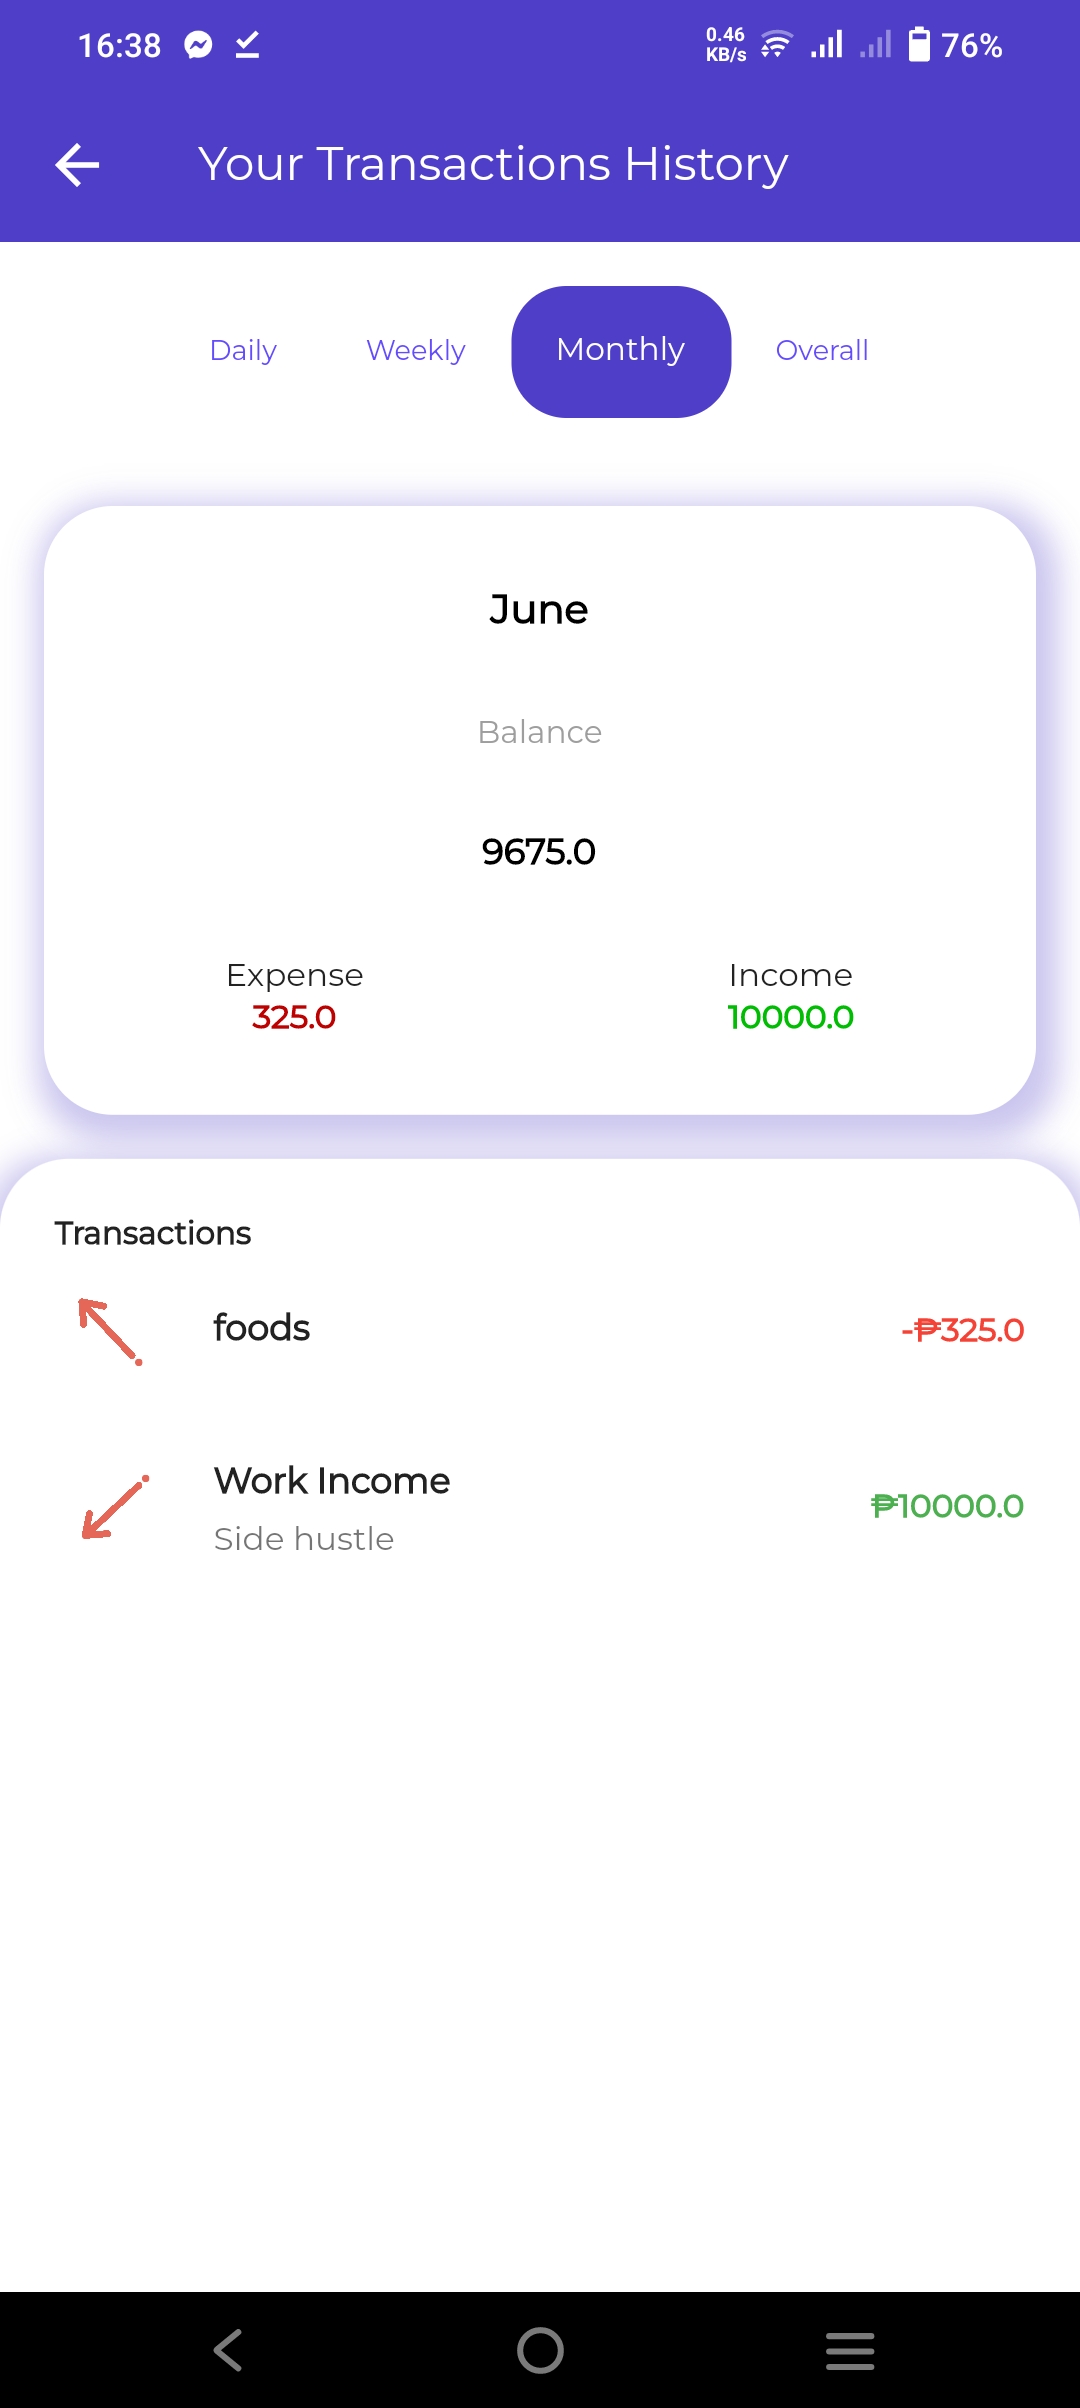 16:38 0.46 KB/s 76%
Your Transactions History
Daily Weekly Monthly Overall
June
Balance
9675.0
Expense Income
325.0 10000.0
Transactions
foods -₱325.0
Work Income ₱10000.0
Side hustle